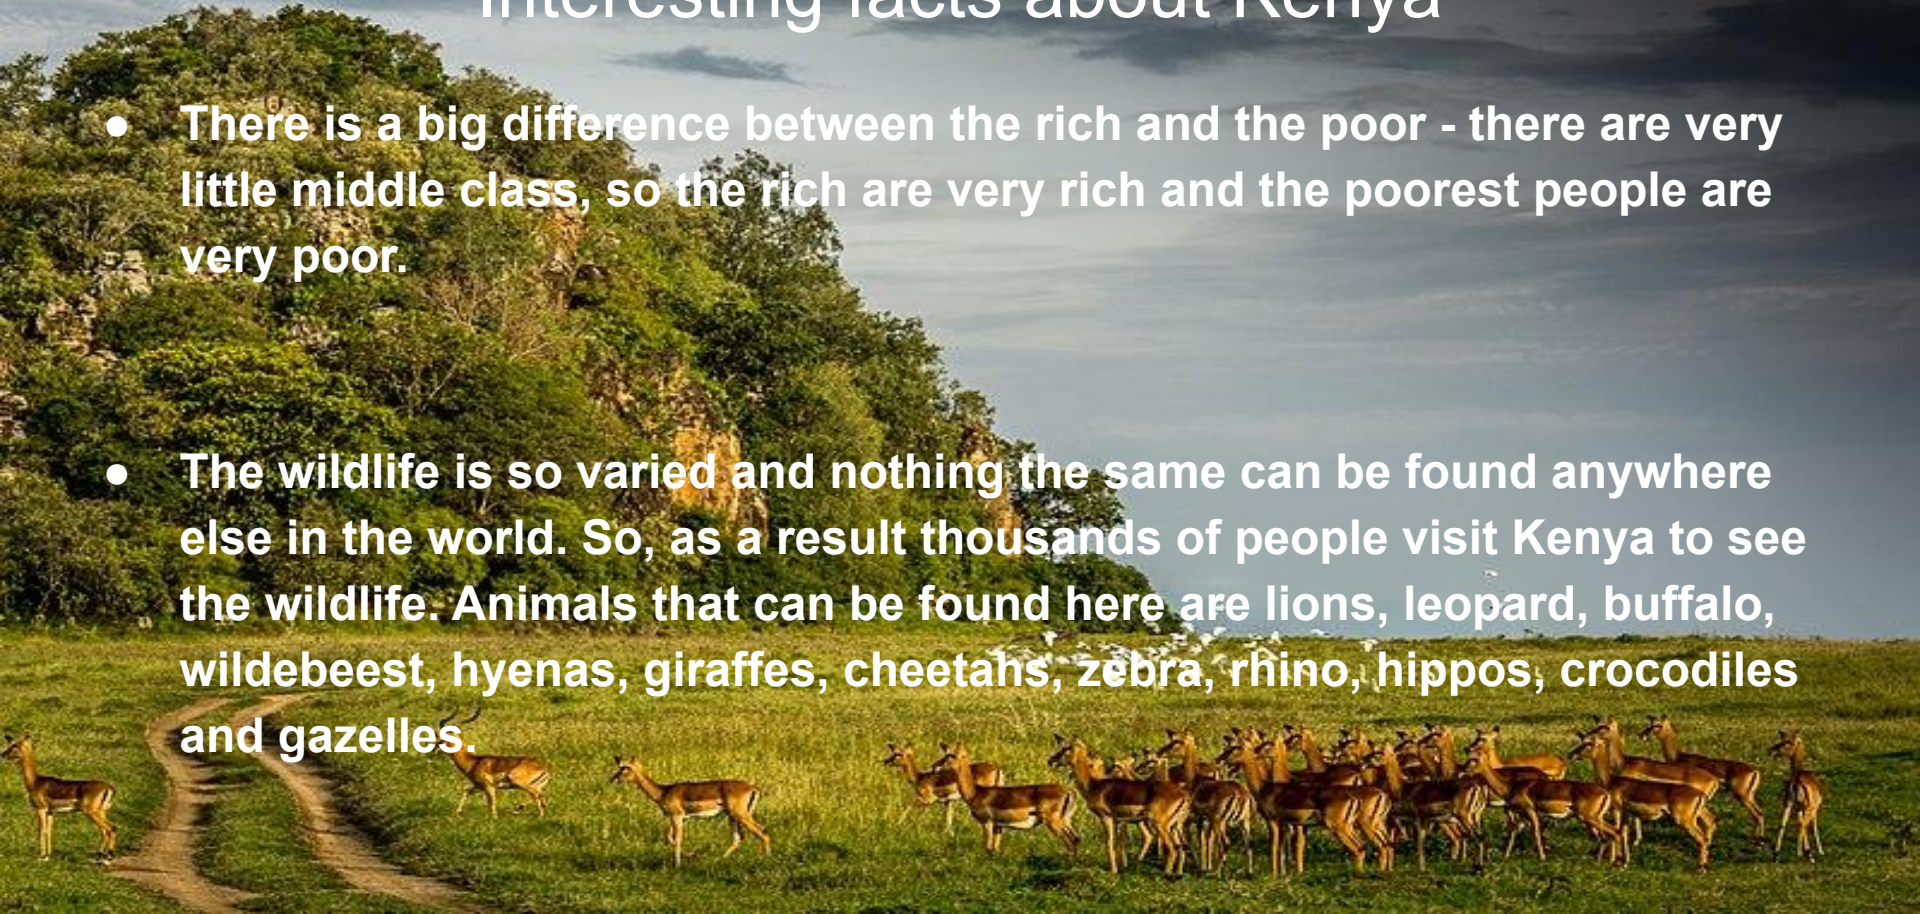 Interesting facts about Kenya
● There is a big difference between the rich and the poor - there are very
little middle class, so the rich are very rich and the poorest people are
very poor.
● The wildlife is so varied and nothing the same can be found anywhere
else in the world. So, as a result thousands of people visit Kenya to see
the wildlife. Animals that can be found here are lions, leopard, buffalo,
wildebeest, hyenas, giraffes, cheetahs, zebra, rhino, hippos, crocodiles
and gazelles.